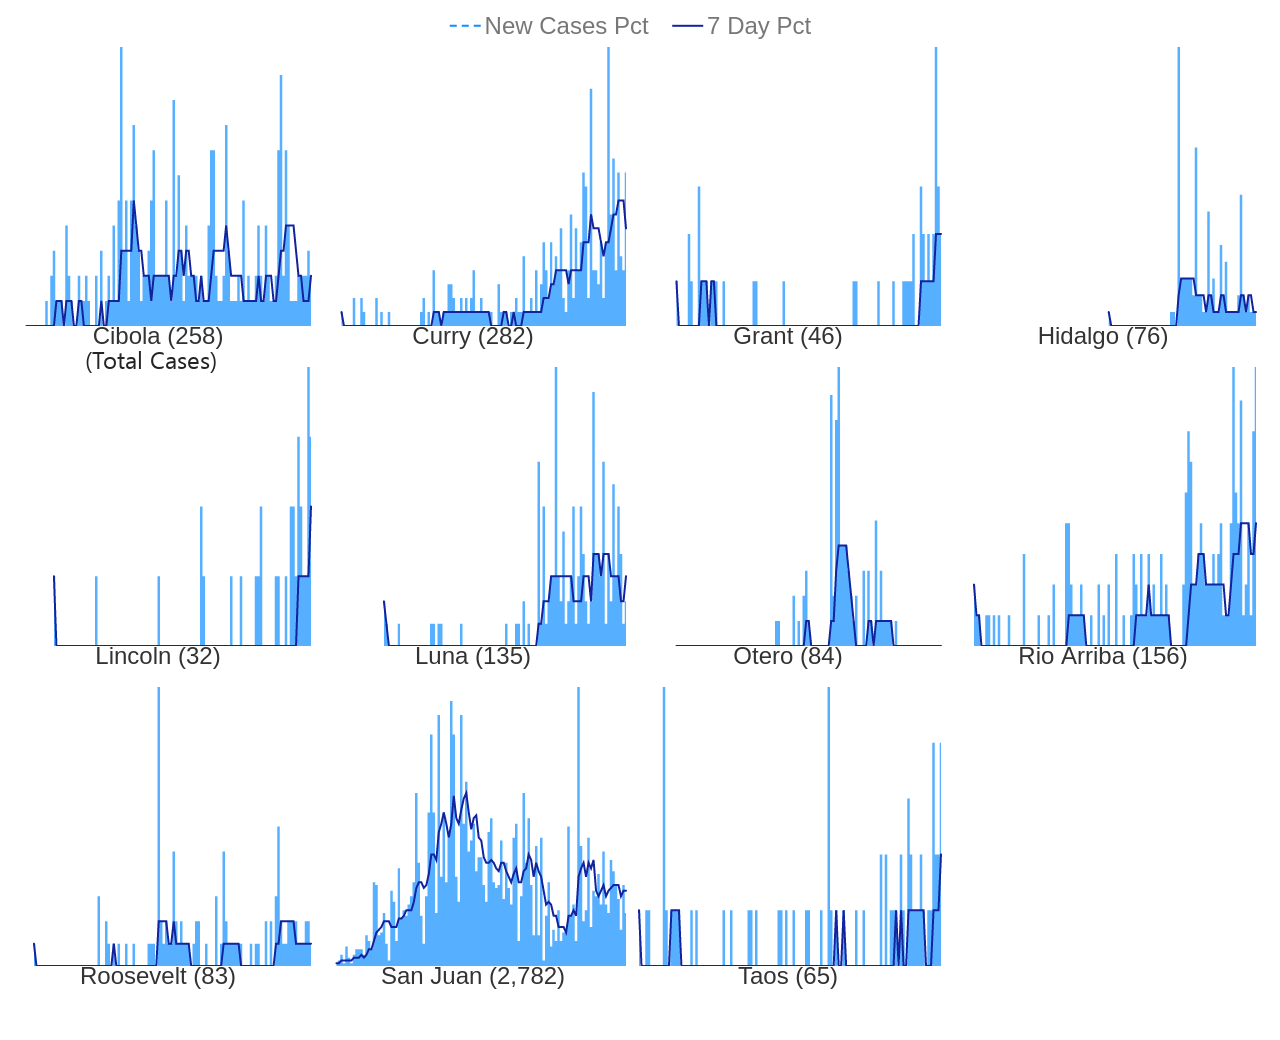 New Cases Pct 7 Day Pct
Cibola (258) Curry (282) Grant (46) Hidalgo (76)
(Total Cases)
Lincoln (32) Luna (135) Otero (84) Rio Arriba (156)
Roosevelt (83) San Juan (2,782) Taos (65)